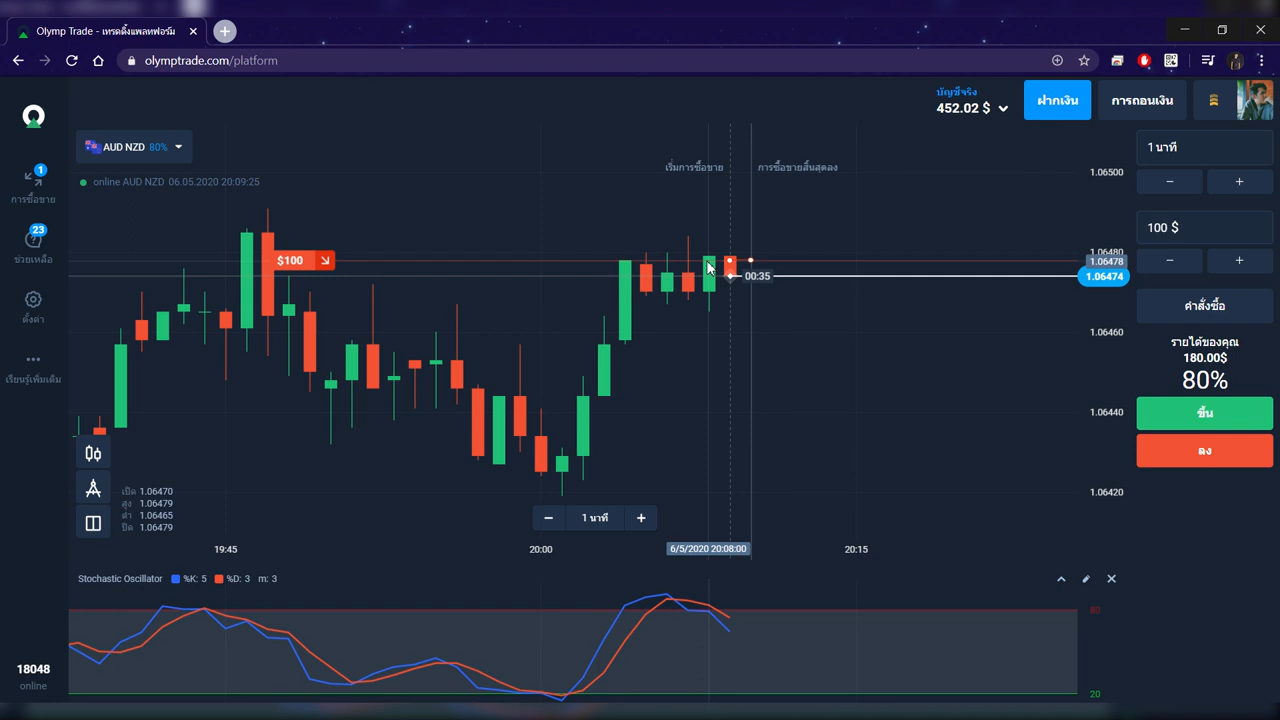 Olymp Trade - เทรดดิ้งแพลทฟอร์ม
olymptrade.com/platform
บัญชีจริง
452.02 $
ฝากเงิน
การถอนเงิน
AUD NZD 80%
online AUD NZD 06.05.2020 20:09:25
1
การซื้อขาย
23
ช่วยเหลือ
ตั้งค่า
เรียนรู้เพิ่มเติม
เริ่มการซื้อขาย
การซื้อขายสิ้นสุดลง
$100
00:35
1.06500
1.06480
1.06478
1.06474
1.06460
1.06440
1.06420
1 นาที
100 $
คำสั่งซื้อ
รายได้ของคุณ
180.00$
80%
ขึ้น
ลง
เปิด 1.06470
สูง 1.06479
ต่ำ 1.06465
ปิด 1.06479
1 นาที
19:45
20:00
6/5/2020 20:08:00
20:15
Stochastic Oscillator %K: 5 %D: 3 m: 3
80
20
18048
online